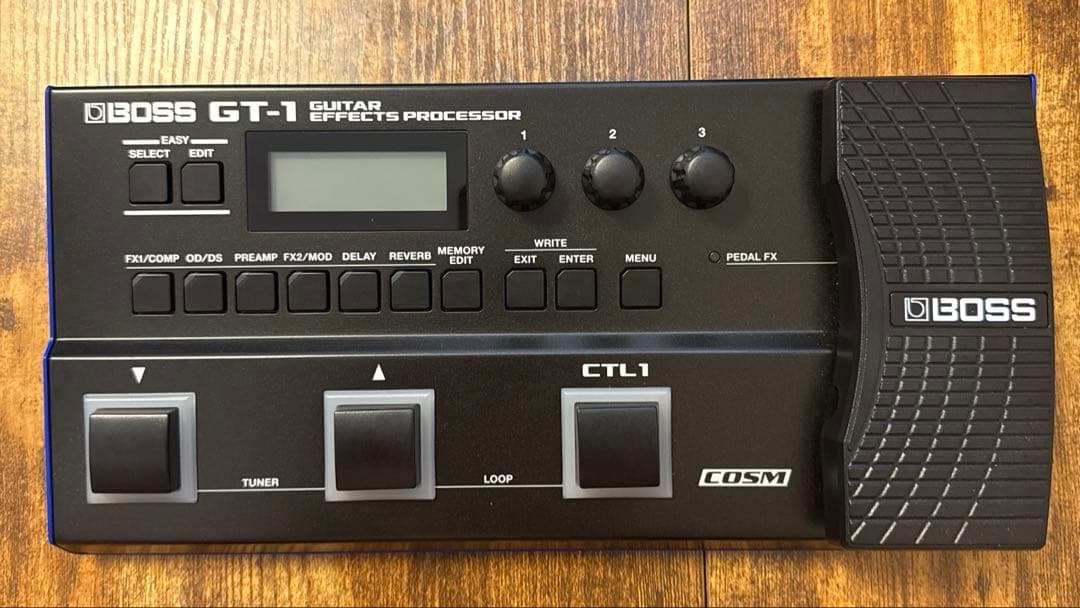 BOSS GT-1 GUITAR EFFECTS PROCESSOR
EASY
SELECT EDIT
1 2 3
FX1/COMP OD/DS PREAMP FX2/MOD DELAY REVERB MEMORY EDIT
WRITE
EXIT ENTER MENU
PEDAL FX
BOSS
▼ ▲ CTL1
TUNER LOOP
COSM